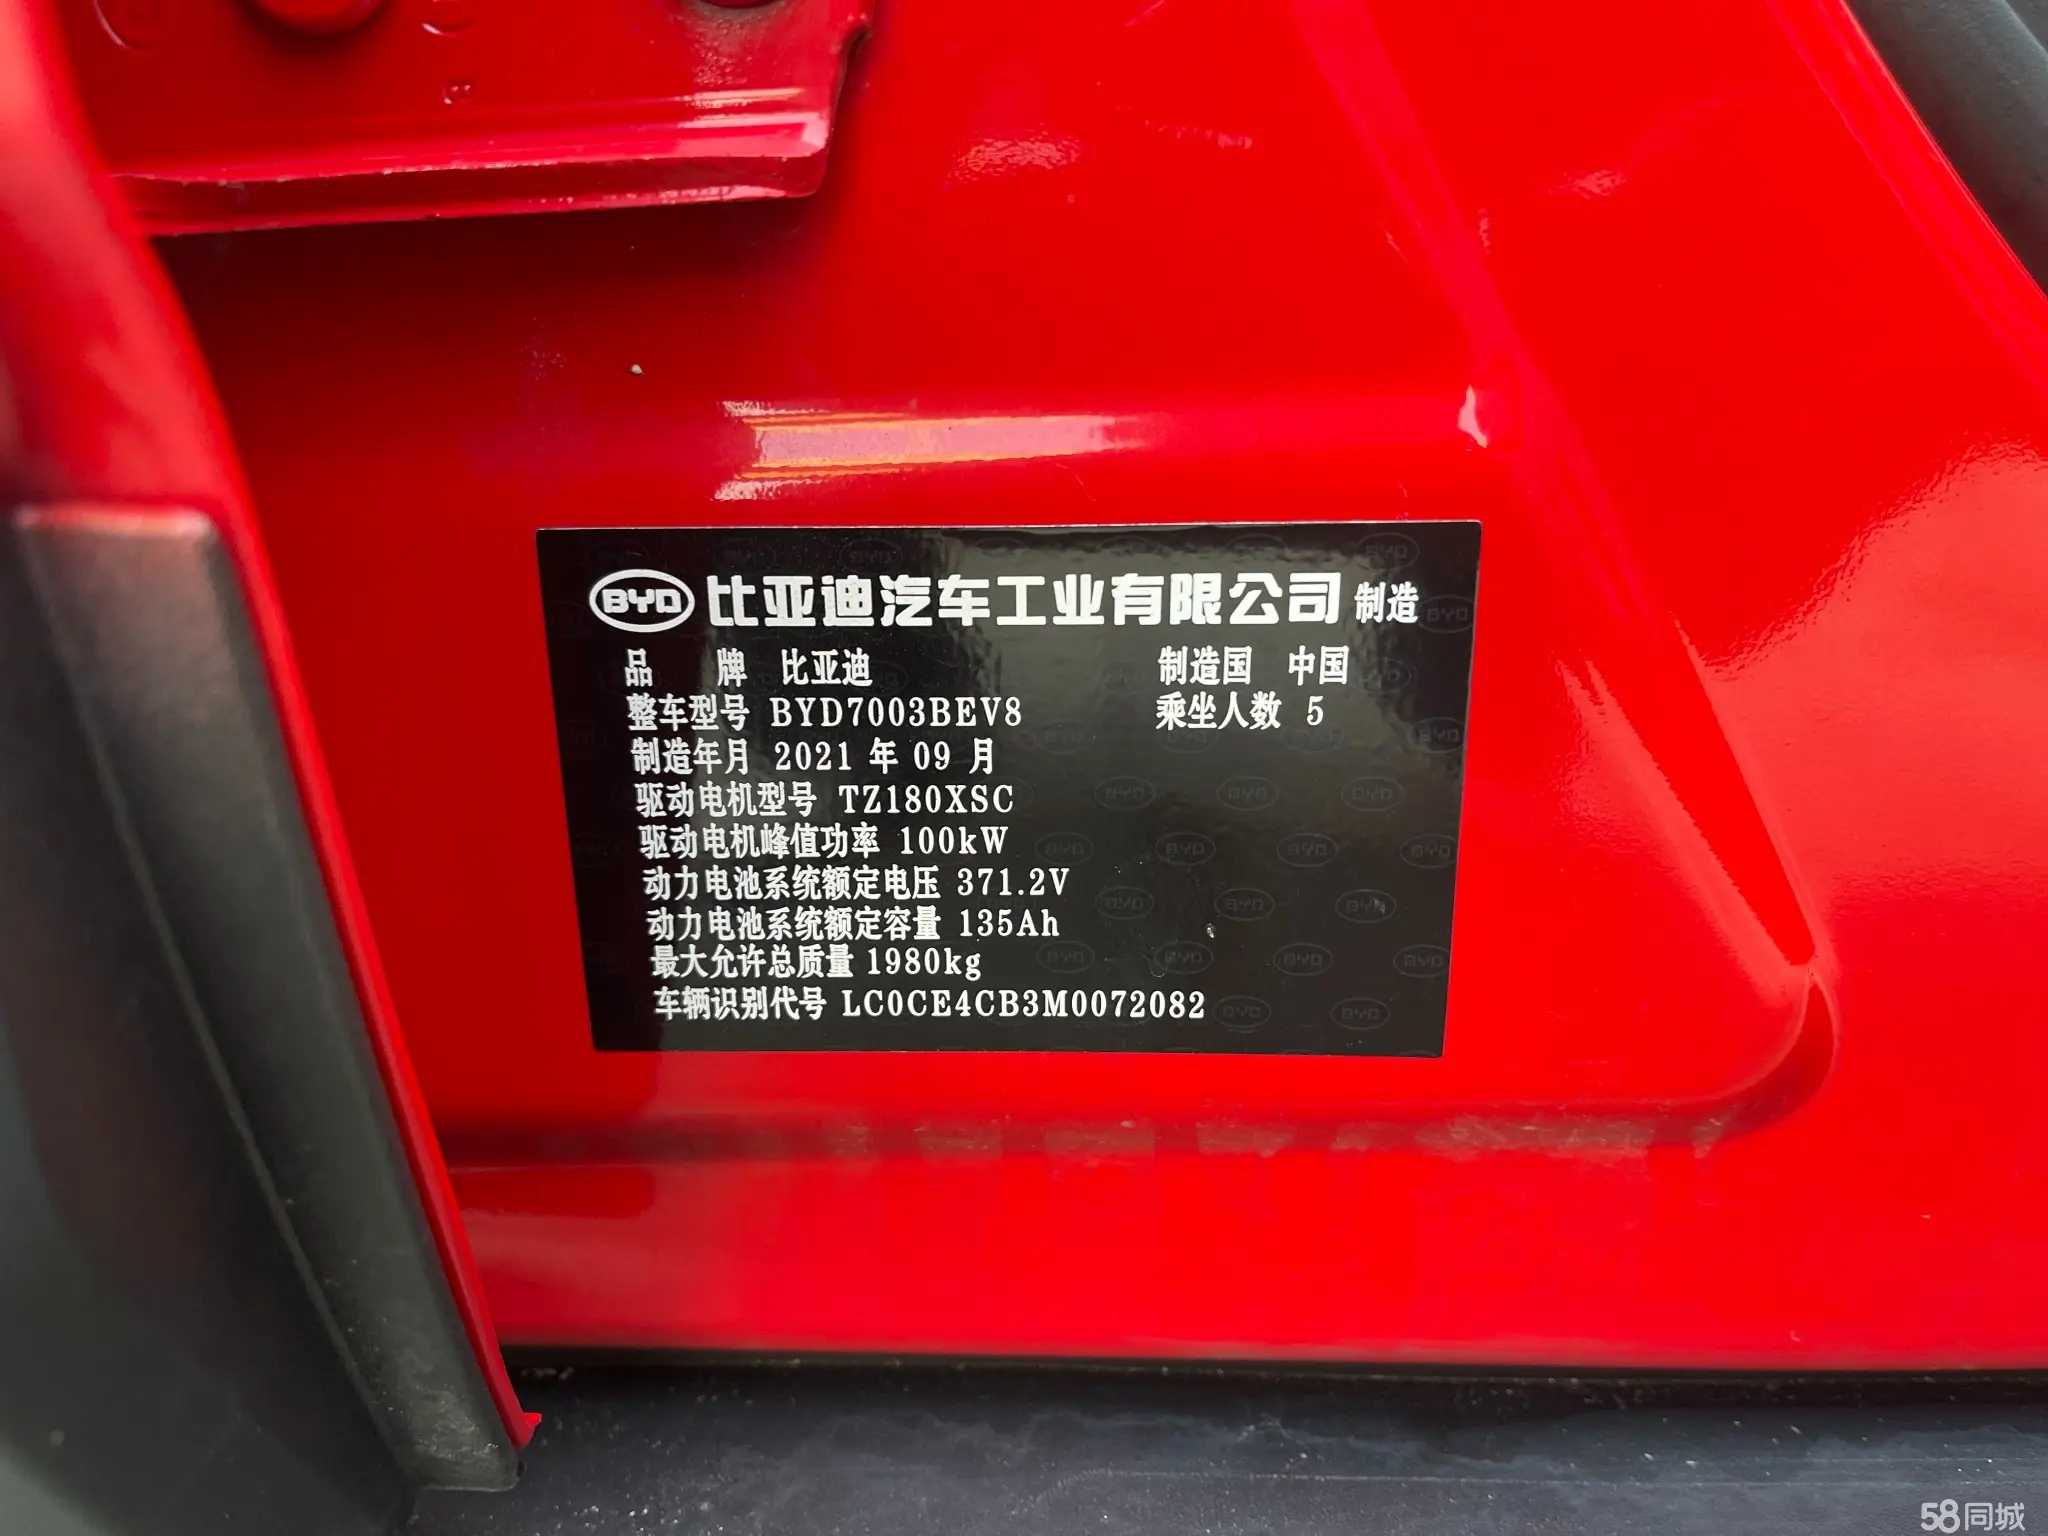 BYD 比亚迪汽车工业有限公司 制造
品 牌 比亚迪 制造国 中国
整车型号 BYD7003BEV8 乘坐人数 5
制造年月 2021 年 09 月
驱动电机型号 TZ180XSC
驱动电机峰值功率 100kW
动力电池系统额定电压 371.2V
动力电池系统额定容量 135Ah
最大允许总质量 1980kg
车辆识别代号 LC0CE4CB3M0072082
58同城